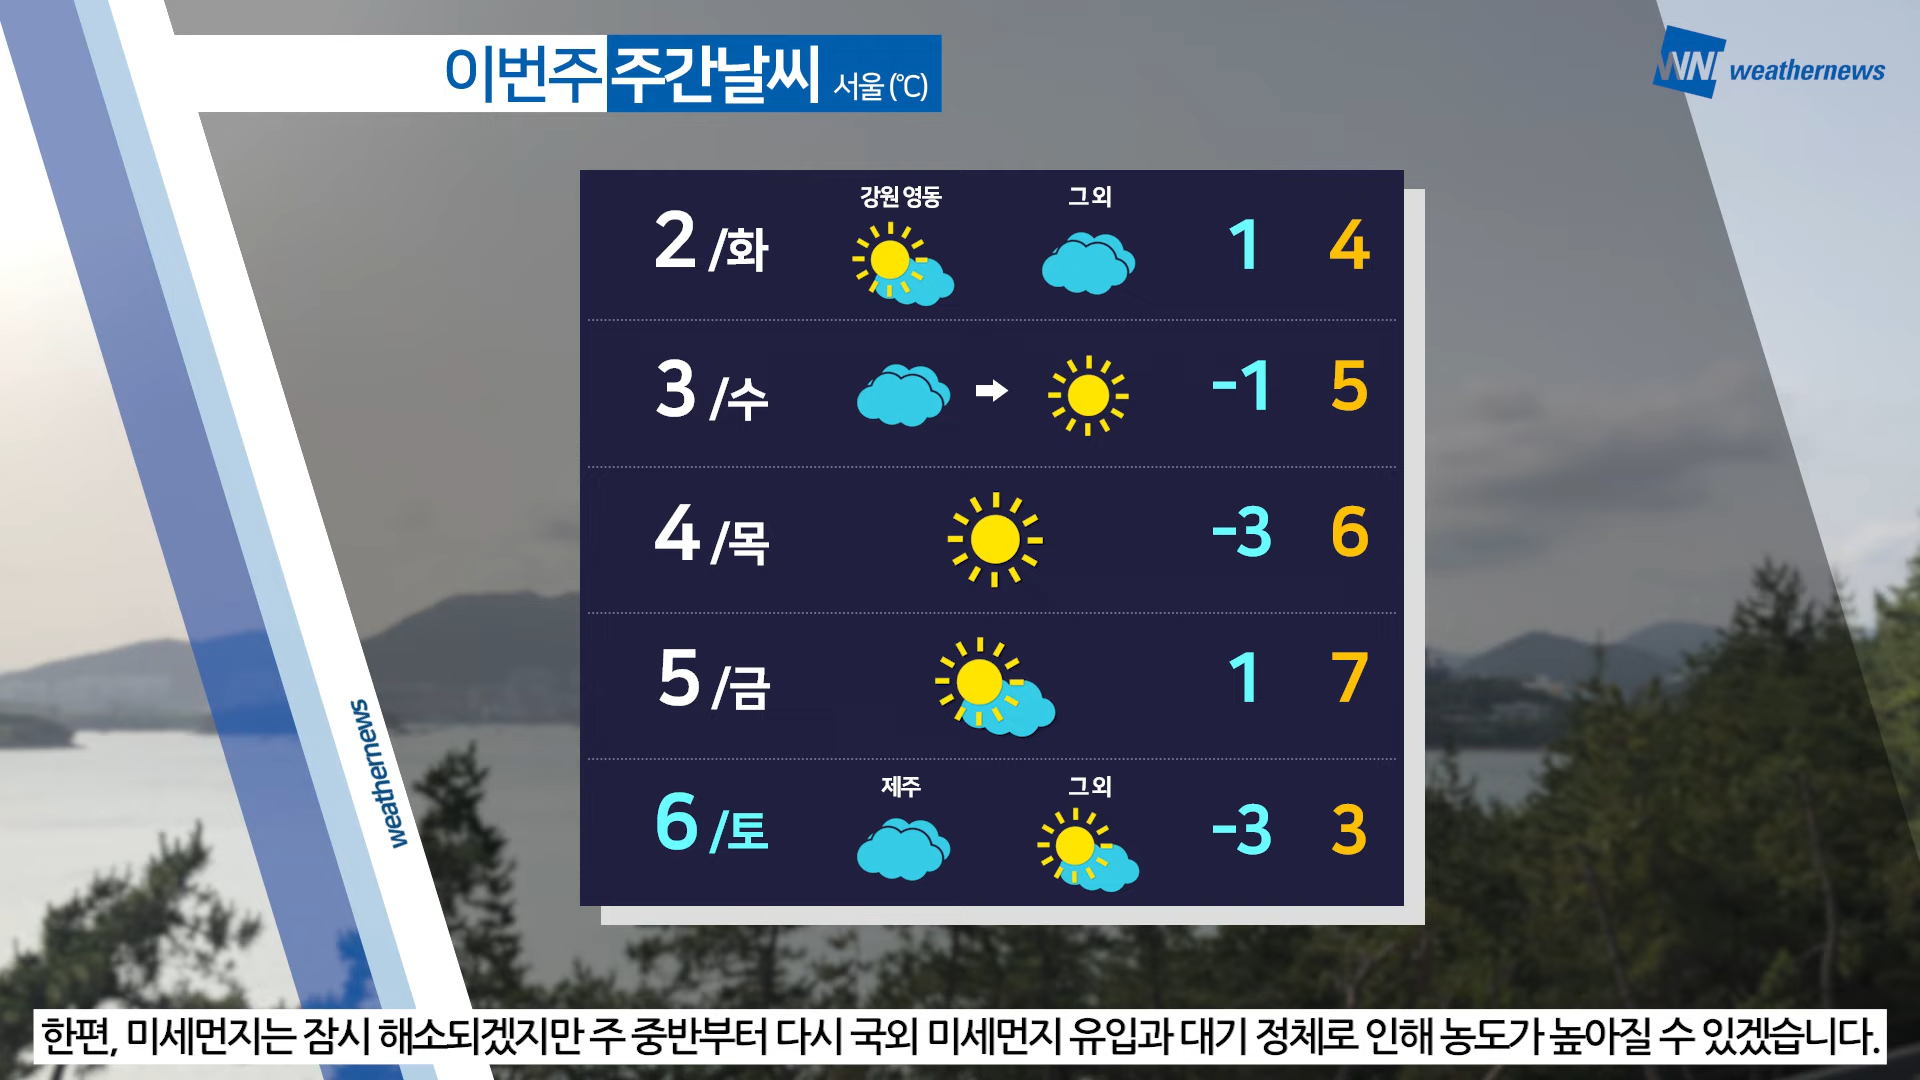 이번주 주간날씨 서울 (℃)
WNI weathernews
강원 영동 그 외
2 /화 1 4
3 /수 -1 5
4 /목 -3 6
5 /금 1 7
제주 그 외
6 /토 -3 3
weathernews
한편, 미세먼지는 잠시 해소되겠지만 주 중반부터 다시 국외 미세먼지 유입과 대기 정체로 인해 농도가 높아질 수 있겠습니다.